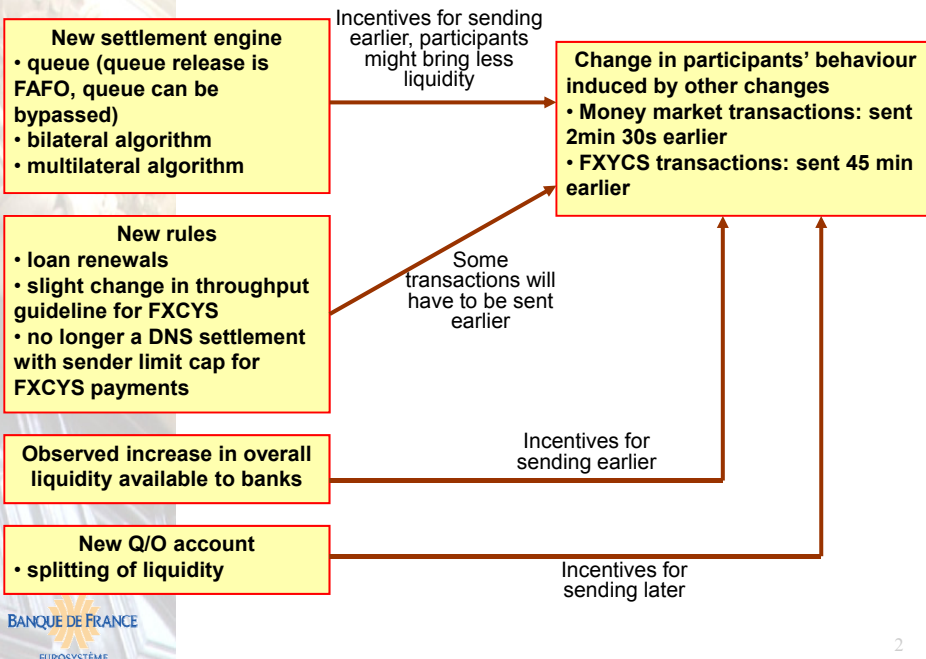 New settlement engine
• queue (queue release is
FAFO, queue can be
bypassed)
• bilateral algorithm
• multilateral algorithm
Incentives for sending
earlier, participants
might bring less
liquidity
Change in participants’ behaviour
induced by other changes
• Money market transactions: sent
2min 30s earlier
• FXYCS transactions: sent 45 min
earlier
New rules
• loan renewals
• slight change in throughput
guideline for FXCYS
• no longer a DNS settlement
with sender limit cap for
FXCYS payments
Some
transactions will
have to be sent
earlier
Observed increase in overall
liquidity available to banks
Incentives for
sending earlier
New Q/O account
• splitting of liquidity
Incentives for
sending later
BANQUE DE FRANCE
EUROSYSTÈME
2